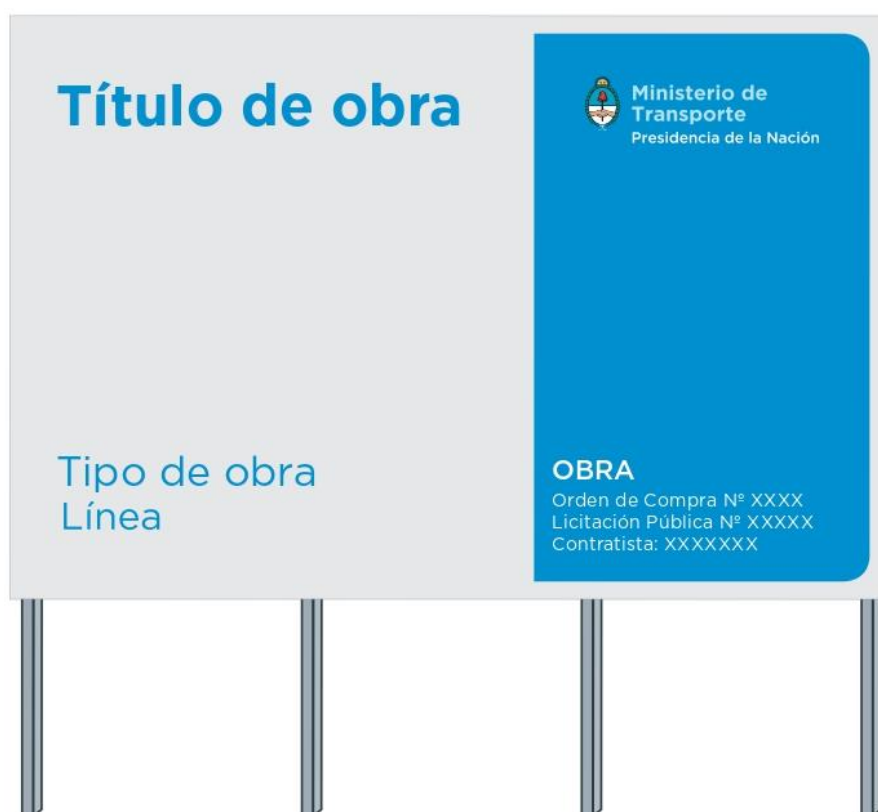 Título de obra
Ministerio de
Transporte
Presidencia de la Nación
Tipo de obra
Línea
OBRA
Orden de Compra Nº XXXX
Licitación Pública Nº XXXXX
Contratista: XXXXXXX